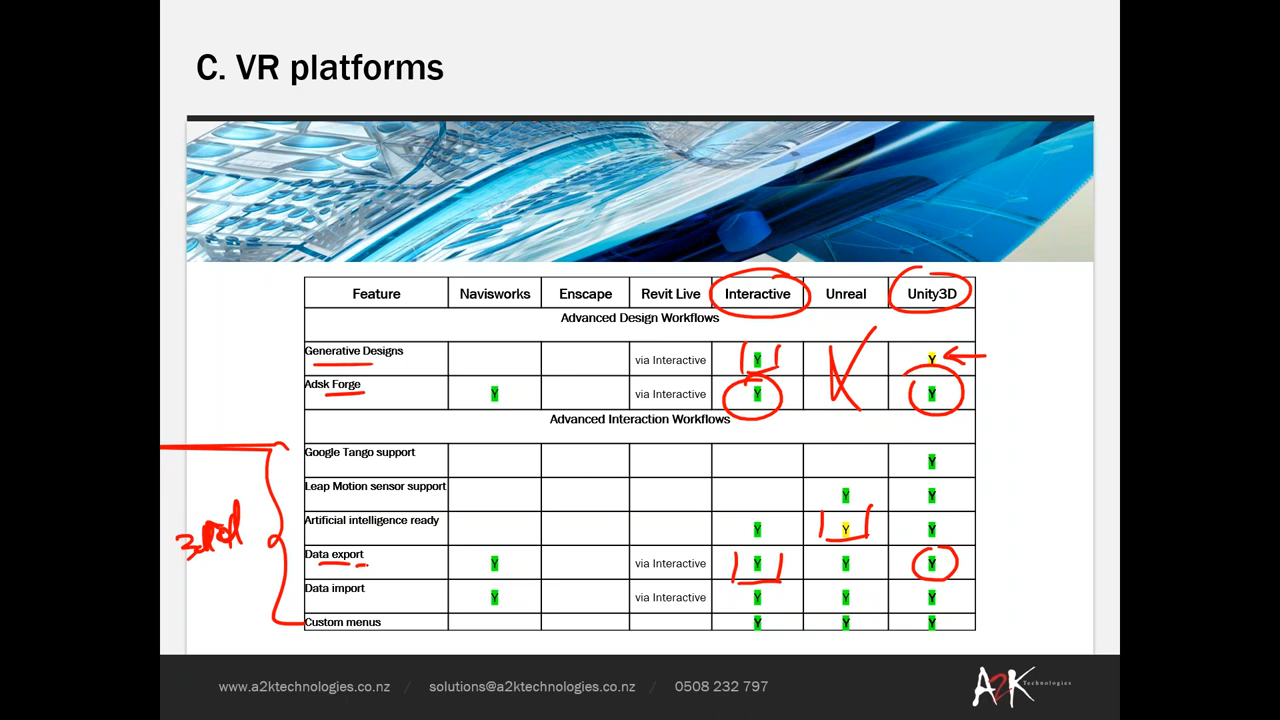 C. VR platforms
Feature Navisworks Enscape Revit Live Interactive Unreal Unity3D
Advanced Design Workflows
Generative Designs via Interactive Y Y
Adsk Forge Y via Interactive Y Y
Advanced Interaction Workflows
Google Tango support Y
Leap Motion sensor support Y Y
Artificial intelligence ready Y Y Y
Data export Y via Interactive Y Y Y
Data import Y via Interactive Y Y Y
Custom menus Y Y Y
www.a2ktechnologies.co.nz / solutions@a2ktechnologies.co.nz / 0508 232 797
A2K Technologies